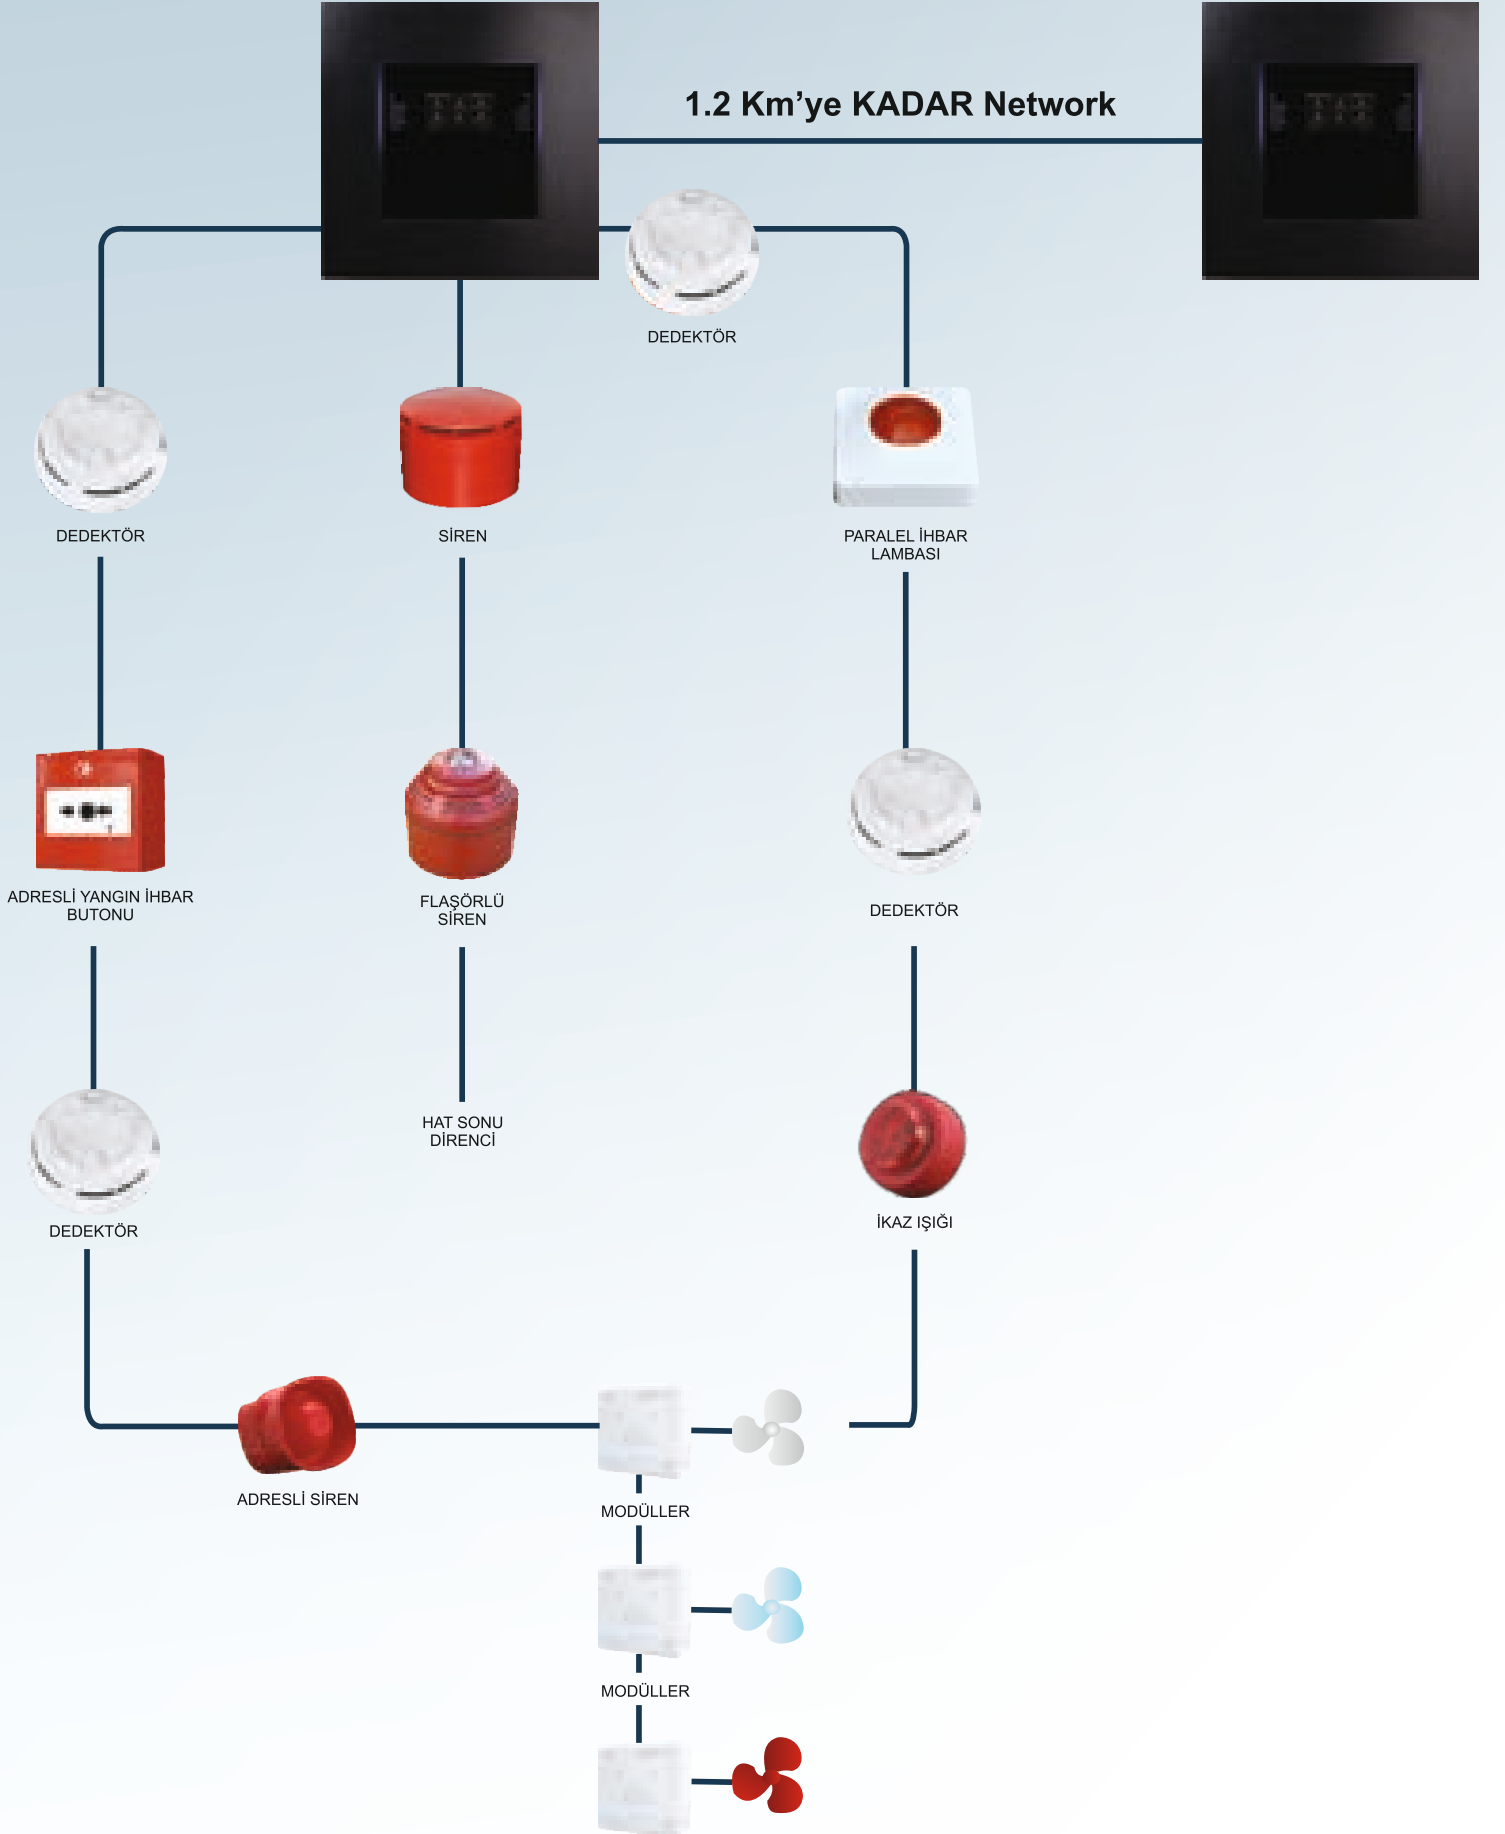 1.2 Km'ye KADAR Network
DEDEKTÖR
DEDEKTÖR
SİREN
PARALEL İHBAR
LAMBASI
ADRESLİ YANGIN İHBAR
BUTONU
FLAŞÖRLÜ
SİREN
DEDEKTÖR
HAT SONU
DİRENCİ
DEDEKTÖR
İKAZ IŞIĞI
ADRESLİ SİREN
MODÜLLER
MODÜLLER